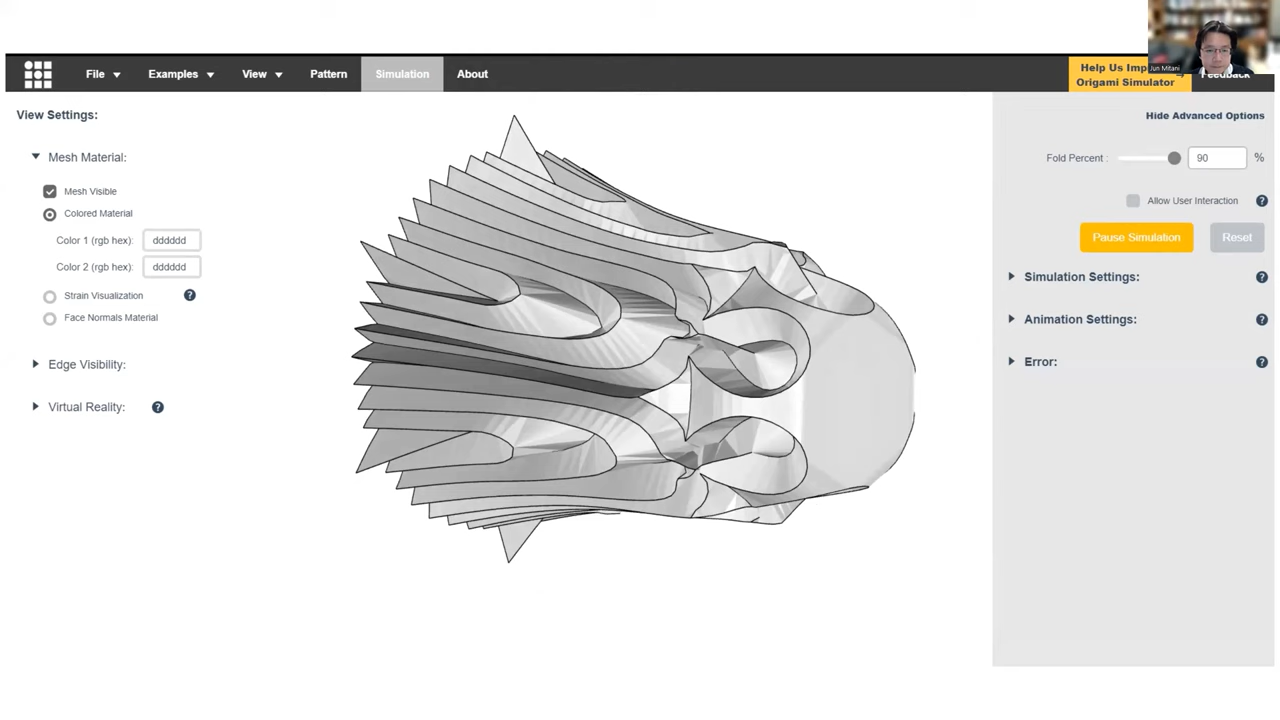 File Examples View Pattern Simulation About
Help Us Imp
Origami Simulator
Feedback
Jun Mitani
View Settings:
Mesh Material:
Mesh Visible
Colored Material
Color 1 (rgb hex): dddddd
Color 2 (rgb hex): dddddd
Strain Visualization ?
Face Normals Material
Edge Visibility:
Virtual Reality: ?
Hide Advanced Options
Fold Percent : 90 %
Allow User Interaction ?
Pause Simulation Reset
Simulation Settings: ?
Animation Settings: ?
Error: ?